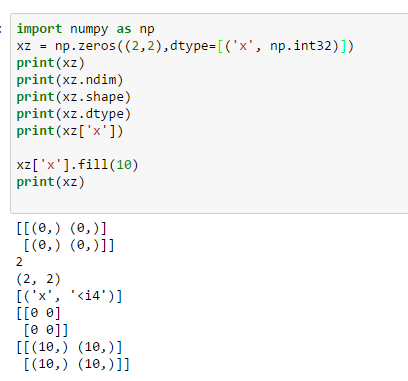 import numpy as np
xz = np.zeros((2,2),dtype=[('x', np.int32)])
print(xz)
print(xz.ndim)
print(xz.shape)
print(xz.dtype)
print(xz['x'])

xz['x'].fill(10)
print(xz)

[[(0,) (0,)]
 [(0,) (0,)]]
2
(2, 2)
[('x', '<i4')]
[[0 0]
 [0 0]]
[[(10,) (10,)]
 [(10,) (10,)]]